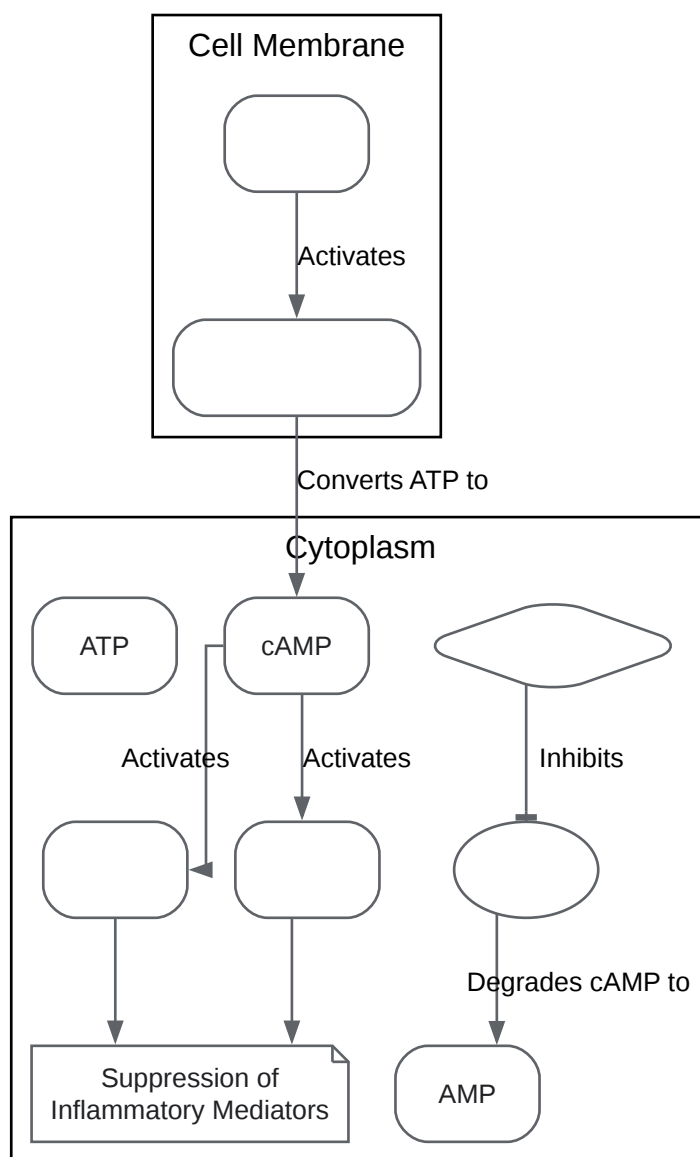 Cell Membrane
Activates
Converts ATP to
Cytoplasm
ATP
cAMP
Activates
Activates
Inhibits
Degrades cAMP to
Suppression of
Inflammatory Mediators
AMP